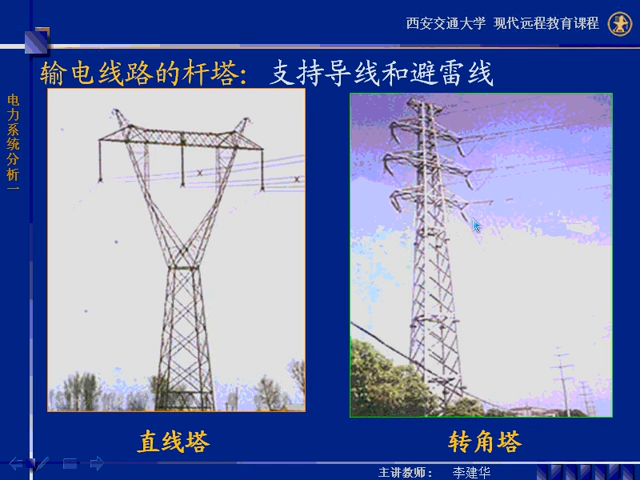 西安交通大学 现代远程教育课程
输电线路的杆塔：支持导线和避雷线
电力系统分析一
直线塔
转角塔
主讲教师： 李建华